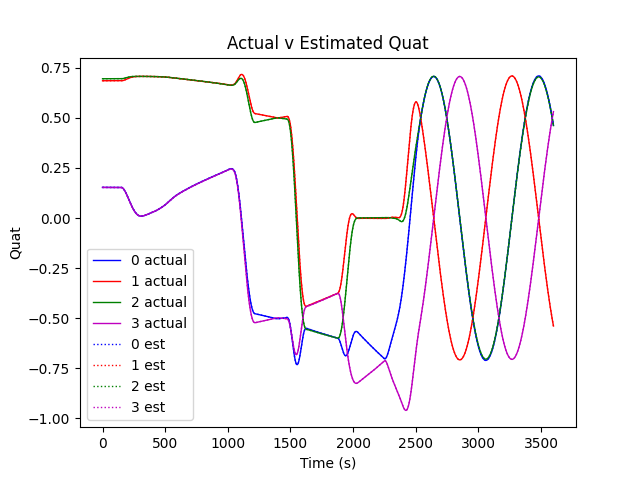 Actual v Estimated Quat
Quat
0.75
0.50
0.25
0.00
−0.25
−0.50
−0.75
−1.00
0 actual
1 actual
2 actual
3 actual
0 est
1 est
2 est
3 est
0 500 1000 1500 2000 2500 3000 3500
Time (s)